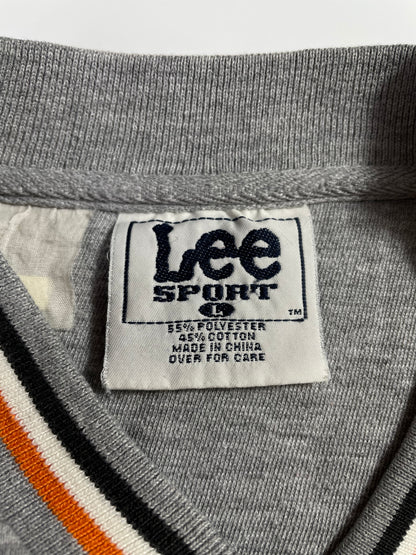 Lee
SPORT
L
TM
55% POLYESTER
45% COTTON
MADE IN CHINA
OVER FOR CARE